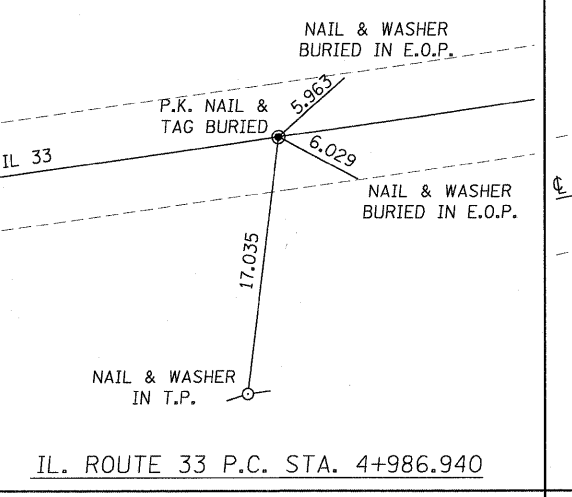 NAIL & WASHER
BURIED IN E.O.P.
5.963
P.K. NAIL &
TAG BURIED
6.029
IL 33
NAIL & WASHER
BURIED IN E.O.P.
℄
17.035
NAIL & WASHER
IN T.P.
IL. ROUTE 33 P.C. STA. 4+986.940